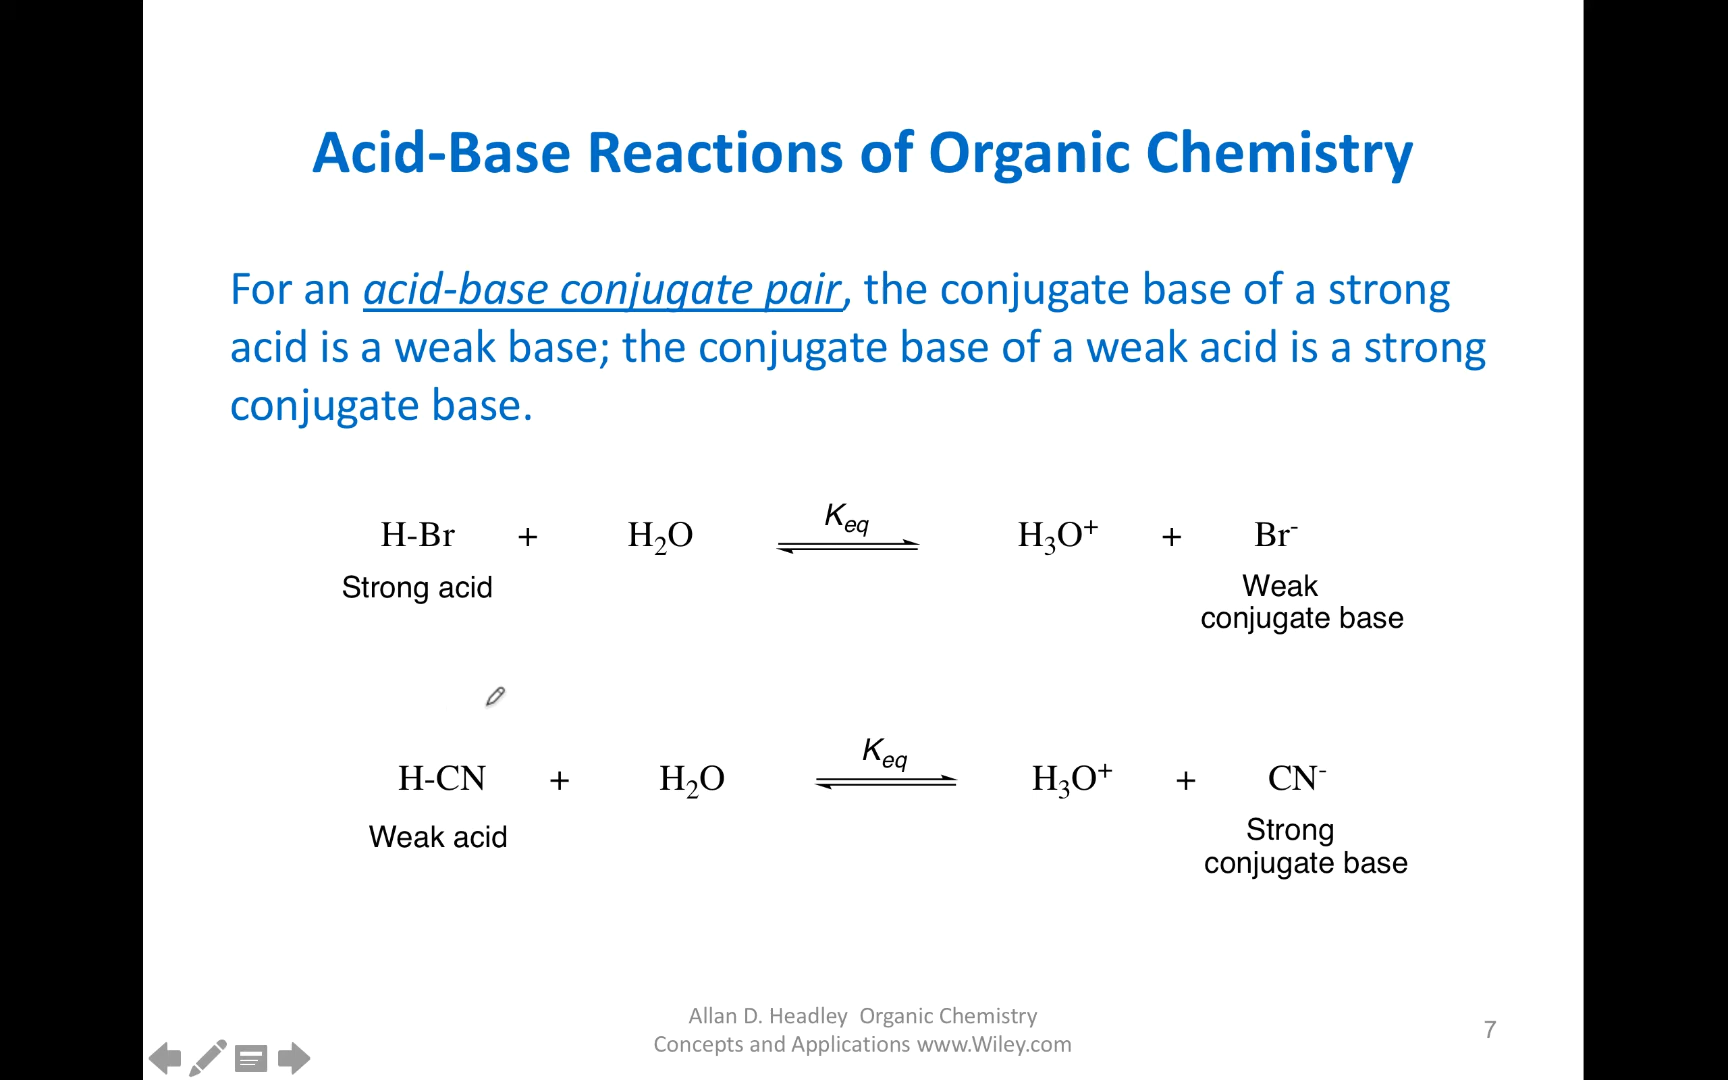 Acid-Base Reactions of Organic Chemistry
For an acid-base conjugate pair, the conjugate base of a strong
acid is a weak base; the conjugate base of a weak acid is a strong
conjugate base.
H-Br + H₂O Keq H₃O⁺ + Br⁻
Strong acid Weak
conjugate base
H-CN + H₂O Keq H₃O⁺ + CN⁻
Weak acid Strong
conjugate base
Allan D. Headley Organic Chemistry
Concepts and Applications www.Wiley.com
7